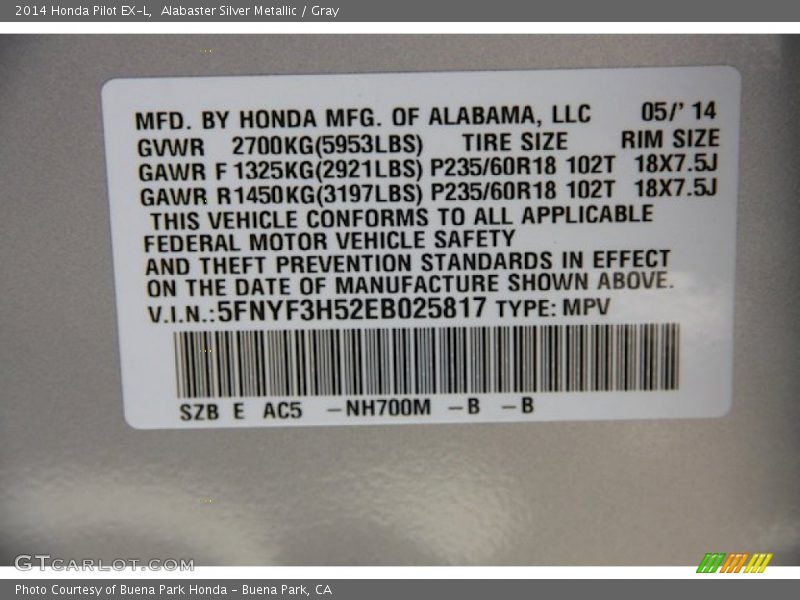 2014 Honda Pilot EX-L,  Alabaster Silver Metallic / Gray
MFD. BY HONDA MFG. OF ALABAMA, LLC 05/' 14
GVWR 2700KG(5953LBS) TIRE SIZE RIM SIZE
GAWR F 1325KG(2921LBS) P235/60R18 102T 18X7.5J
GAWR R1450KG(3197LBS) P235/60R18 102T 18X7.5J
THIS VEHICLE CONFORMS TO ALL APPLICABLE
FEDERAL MOTOR VEHICLE SAFETY
AND THEFT PREVENTION STANDARDS IN EFFECT
ON THE DATE OF MANUFACTURE SHOWN ABOVE.
V.I.N.:5FNYF3H52EB025817 TYPE: MPV
SZB E AC5 –NH700M –B –B
GTCARLOT.COM
Photo Courtesy of Buena Park Honda - Buena Park, CA